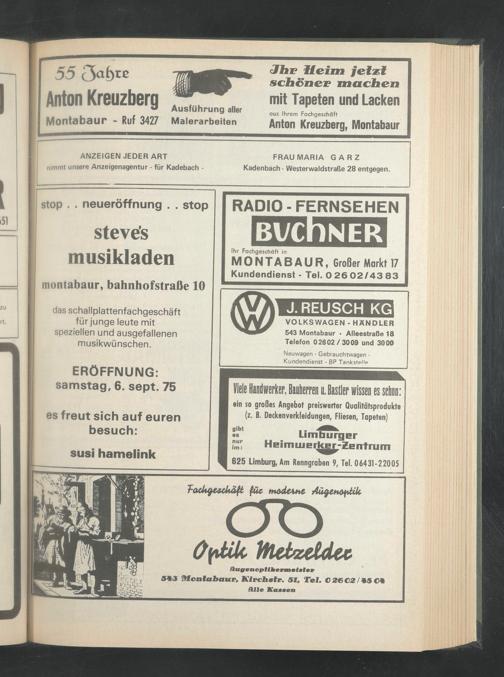 55 Jahre
Anton Kreuzberg
Montabaur - Ruf 3427
Ausführung aller
Malerarbeiten
Ihr Heim jetzt
schöner machen
mit Tapeten und Lacken
aus Ihrem Fachgeschäft
Anton Kreuzberg, Montabaur
ANZEIGEN JEDER ART
nimmt unsere Anzeigenagentur - für Kadebach -
FRAU MARIA GARZ
Kadenbach - Westerwaldstraße 28 entgegen.
stop . . neueröffnung . . stop
steve's
musikladen
montabaur, bahnhofstraße 10
das schallplattenfachgeschäft
für junge leute mit
speziellen und ausgefallenen
musikwünschen.
ERÖFFNUNG:
samstag, 6. sept. 75
es freut sich auf euren
besuch:
susi hamelink
RADIO - FERNSEHEN
BUCHNER
Ihr Fachgeschäft in
MONTABAUR, Großer Markt 17
Kundendienst - Tel. 02602/4383
VW
J. REUSCH KG
VOLKSWAGEN - HÄNDLER
543 Montabaur - Alleestraße 18
Telefon 02602 / 3009 und 3000
Neuwagen - Gebrauchtwagen -
Kundendienst - BP Tankstelle
Viele Handwerker, Bauherren u. Bastler wissen es schon:
ein so großes Angebot preiswerter Qualitätsprodukte
(z. B. Deckenverkleidungen, Fliesen, Tapeten)
gibt
es
nur
im:
Limburger
Heimwerker-Zentrum
625 Limburg, Am Renngraben 9, Tel. 06431-22005
Fachgeschäft für moderne Augenoptik
Optik Metzelder
Augenoptikermeister
543 Montabaur, Kirchstr. 51, Tel. 02602/4504
Alle Kassen